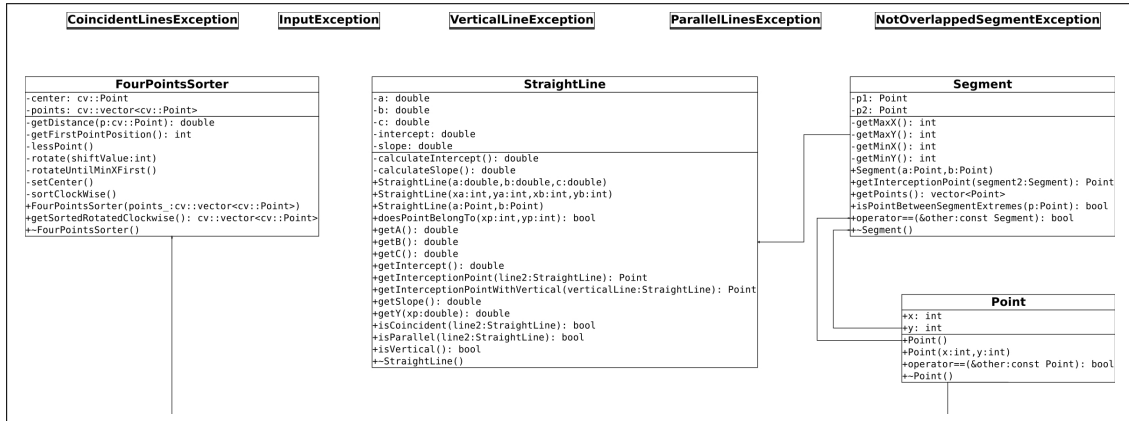 CoincidentLinesException
InputException
VerticalLineException
ParallelLinesException
NotOverlappedSegmentException
FourPointsSorter
-center: cv::Point
-points: cv::vector<cv::Point>
-getDistance(p:cv::Point): double
-getFirstPointPosition(): int
-lessPoint()
-rotate(shiftValue:int)
-rotateUntilMinXFirst()
-setCenter()
-sortClockWise()
+FourPointsSorter(points_:cv::vector<cv::Point>)
+getSortedRotatedClockwise(): cv::vector<cv::Point>
+~FourPointsSorter()
StraightLine
-a: double
-b: double
-c: double
-intercept: double
-slope: double
-calculateIntercept(): double
-calculateSlope(): double
+StraightLine(a:double,b:double,c:double)
+StraightLine(xa:int,ya:int,xb:int,yb:int)
+StraightLine(a:Point,b:Point)
+doesPointBelongTo(xp:int,yp:int): bool
+getA(): double
+getB(): double
+getC(): double
+getIntercept(): double
+getInterceptionPoint(line2:StraightLine): Point
+getInterceptionPointWithVertical(verticalLine:StraightLine): Point
+getSlope(): double
+getY(xp:double): double
+isCoincident(line2:StraightLine): bool
+isParallel(line2:StraightLine): bool
+isVertical(): bool
+~StraightLine()
Segment
-p1: Point
-p2: Point
-getMaxX(): int
-getMaxY(): int
-getMinX(): int
-getMinY(): int
+Segment(a:Point,b:Point)
+getInterceptionPoint(segment2:Segment): Point
+getPoints(): vector<Point>
+isPointBetweenSegmentExtremes(p:Point): bool
+operator==(&other:const Segment): bool
+~Segment()
Point
+x: int
+y: int
+Point()
+Point(x:int,y:int)
+operator==(&other:const Point): bool
+~Point()